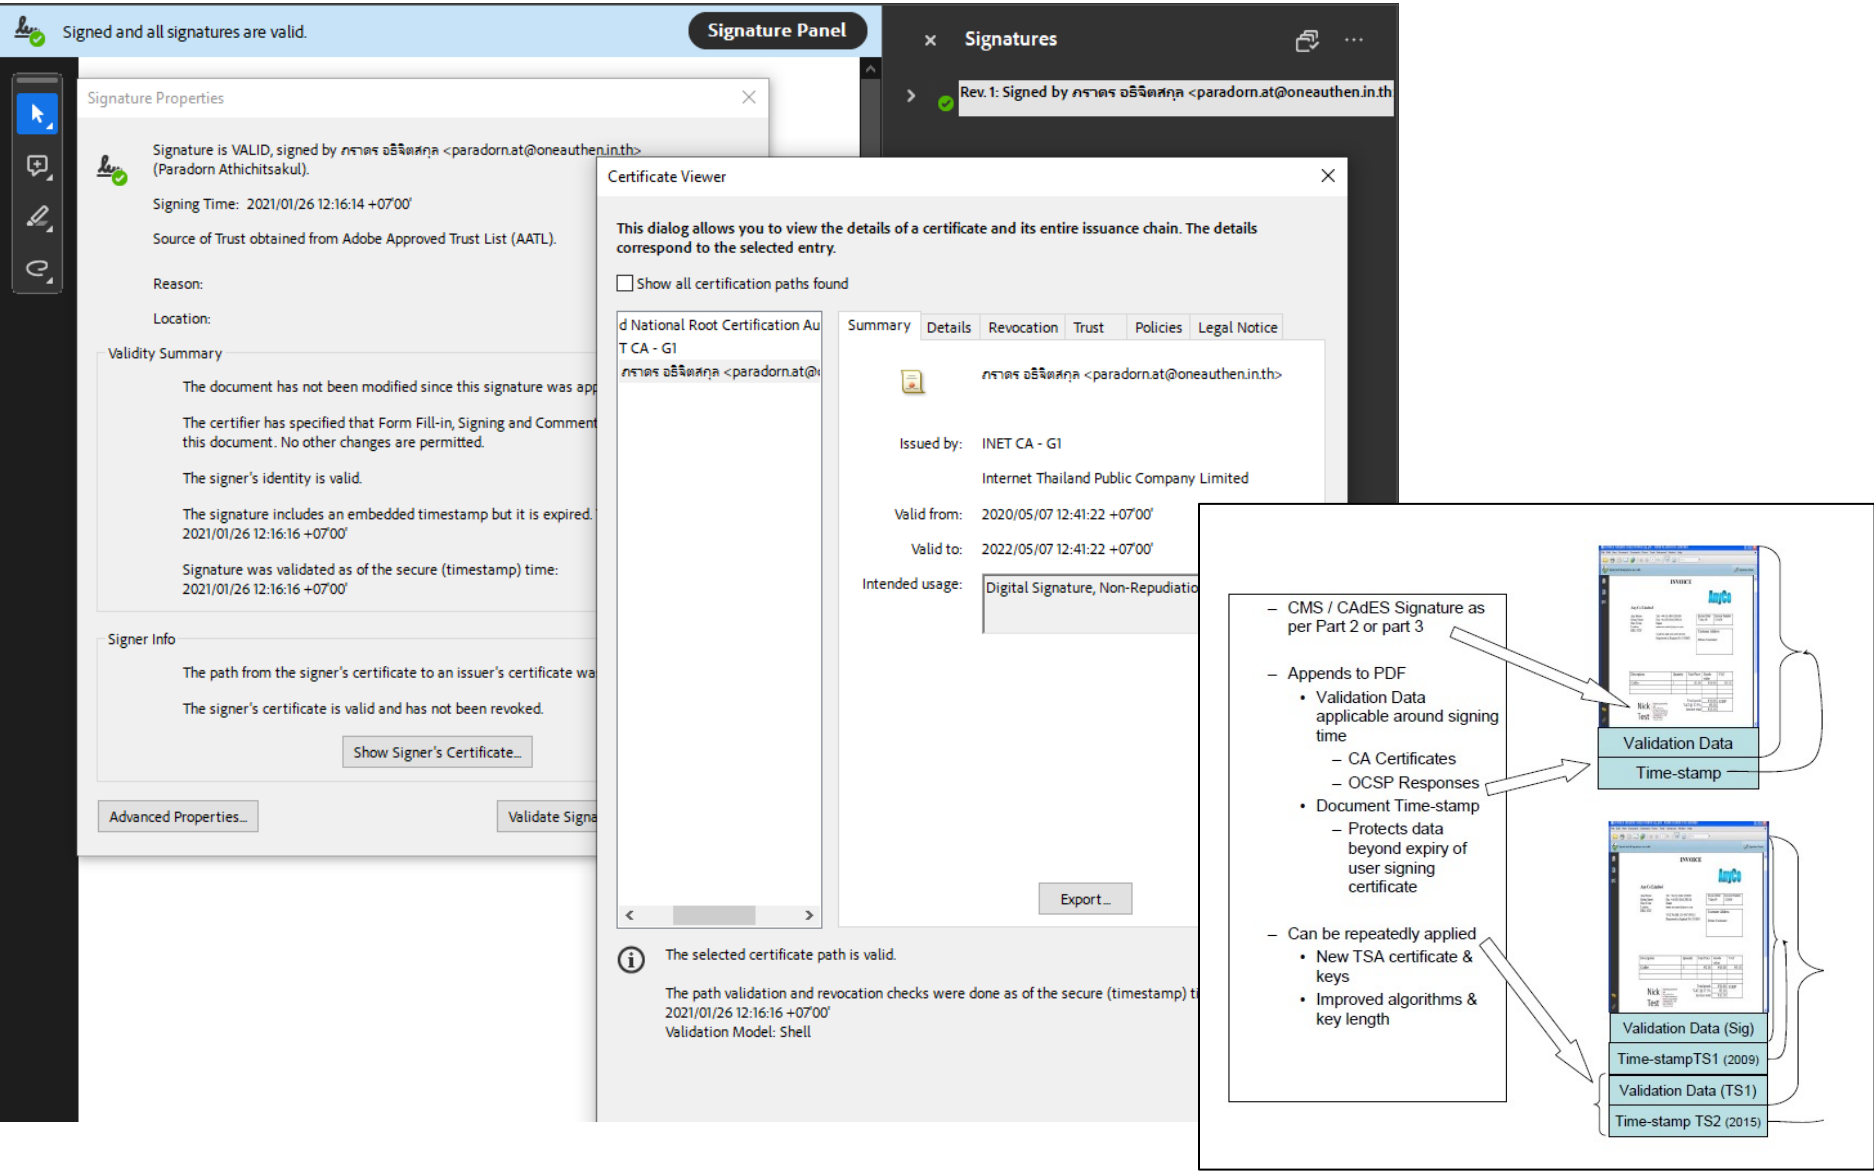 Signed and all signatures are valid.
Signature Panel
Signatures
Rev. 1: Signed by ภราดร อธิจิตสกุล <paradorn.at@oneauthen.in.th
Signature Properties
Signature is VALID, signed by ภราดร อธิจิตสกุล <paradorn.at@oneauthen.in.th>
(Paradorn Athichitsakul).
Signing Time: 2021/01/26 12:16:14 +07'00'
Source of Trust obtained from Adobe Approved Trust List (AATL).
Reason:
Location:
Validity Summary
The document has not been modified since this signature was app
The certifier has specified that Form Fill-in, Signing and Comment
this document. No other changes are permitted.
The signer's identity is valid.
The signature includes an embedded timestamp but it is expired.
2021/01/26 12:16:16 +07'00'
Signature was validated as of the secure (timestamp) time:
2021/01/26 12:16:16 +07'00'
Signer Info
The path from the signer's certificate to an issuer's certificate wa
The signer's certificate is valid and has not been revoked.
Show Signer's Certificate...
Advanced Properties...
Validate Signa
Certificate Viewer
This dialog allows you to view the details of a certificate and its entire issuance chain. The details
correspond to the selected entry.
Show all certification paths found
d National Root Certification Au
T CA - G1
ภราดร อธิจิตสกุล <paradorn.at@
Summary
Details
Revocation
Trust
Policies
Legal Notice
ภราดร อธิจิตสกุล <paradorn.at@oneauthen.in.th>
Issued by: INET CA - G1
Internet Thailand Public Company Limited
Valid from: 2020/05/07 12:41:22 +07'00'
Valid to: 2022/05/07 12:41:22 +07'00'
Intended usage: Digital Signature, Non-Repudiatio
Export...
The selected certificate path is valid.
The path validation and revocation checks were done as of the secure (timestamp) ti
2021/01/26 12:16:16 +07'00'
Validation Model: Shell
– CMS / CAdES Signature as
per Part 2 or part 3
– Appends to PDF
• Validation Data
applicable around signing
time
– CA Certificates
– OCSP Responses
• Document Time-stamp
– Protects data
beyond expiry of
user signing
certificate
– Can be repeatedly applied
• New TSA certificate &
keys
• Improved algorithms &
key length
INVOICE
AnyCo
Nick
Test
Validation Data
Time-stamp
INVOICE
AnyCo
Nick
Test
Validation Data (Sig)
Time-stampTS1 (2009)
Validation Data (TS1)
Time-stamp TS2 (2015)